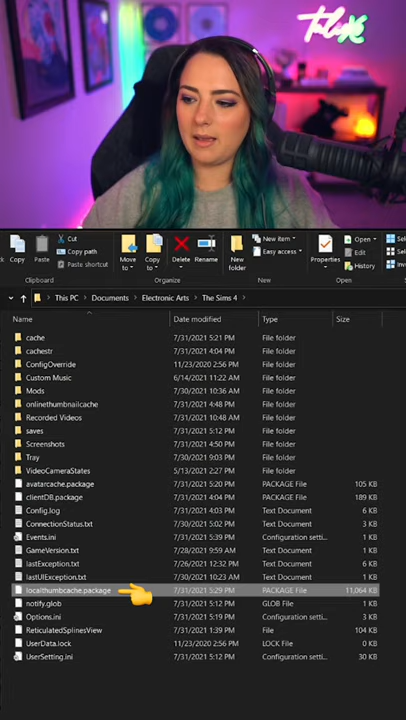 Cut
Copy path
Paste shortcut
Copy
Paste
Move to
Copy to
Delete
Rename
New folder
New item
Easy access
Properties
Open
Edit
History
Clipboard
Organize
New
Open
This PC > Documents > Electronic Arts > The Sims 4 >
Name Date modified Type Size
cache 7/31/2021 5:21 PM File folder
cachestr 7/31/2021 4:04 PM File folder
ConfigOverride 11/23/2020 2:56 PM File folder
Custom Music 6/14/2021 11:22 AM File folder
Mods 7/30/2021 10:36 AM File folder
onlinethumbnailcache 7/31/2021 4:48 PM File folder
Recorded Videos 7/31/2021 10:48 AM File folder
saves 7/31/2021 5:12 PM File folder
Screenshots 7/31/2021 4:50 PM File folder
Tray 7/30/2021 9:03 PM File folder
VideoCameraStates 5/13/2021 2:27 PM File folder
avatarcache.package 7/31/2021 5:20 PM PACKAGE File 105 KB
clientDB.package 7/31/2021 4:04 PM PACKAGE File 189 KB
Config.log 7/31/2021 4:03 PM Text Document 6 KB
ConnectionStatus.txt 7/30/2021 5:02 PM Text Document 3 KB
Events.ini 7/31/2021 5:39 PM Configuration setti... 3 KB
GameVersion.txt 7/28/2021 9:59 AM Text Document 1 KB
lastException.txt 7/26/2021 12:32 PM Text Document 6 KB
lastUIException.txt 7/30/2021 10:23 AM Text Document 1 KB
localthumbcache.package 7/31/2021 5:29 PM PACKAGE File 11,064 KB
notify.glob 7/31/2021 5:12 PM GLOB File 1 KB
Options.ini 7/31/2021 5:19 PM Configuration setti... 3 KB
ReticulatedSplinesView 7/31/2021 1:39 PM File 104 KB
UserData.lock 11/23/2020 2:56 PM LOCK File 0 KB
UserSetting.ini 7/31/2021 5:12 PM Configuration setti... 30 KB